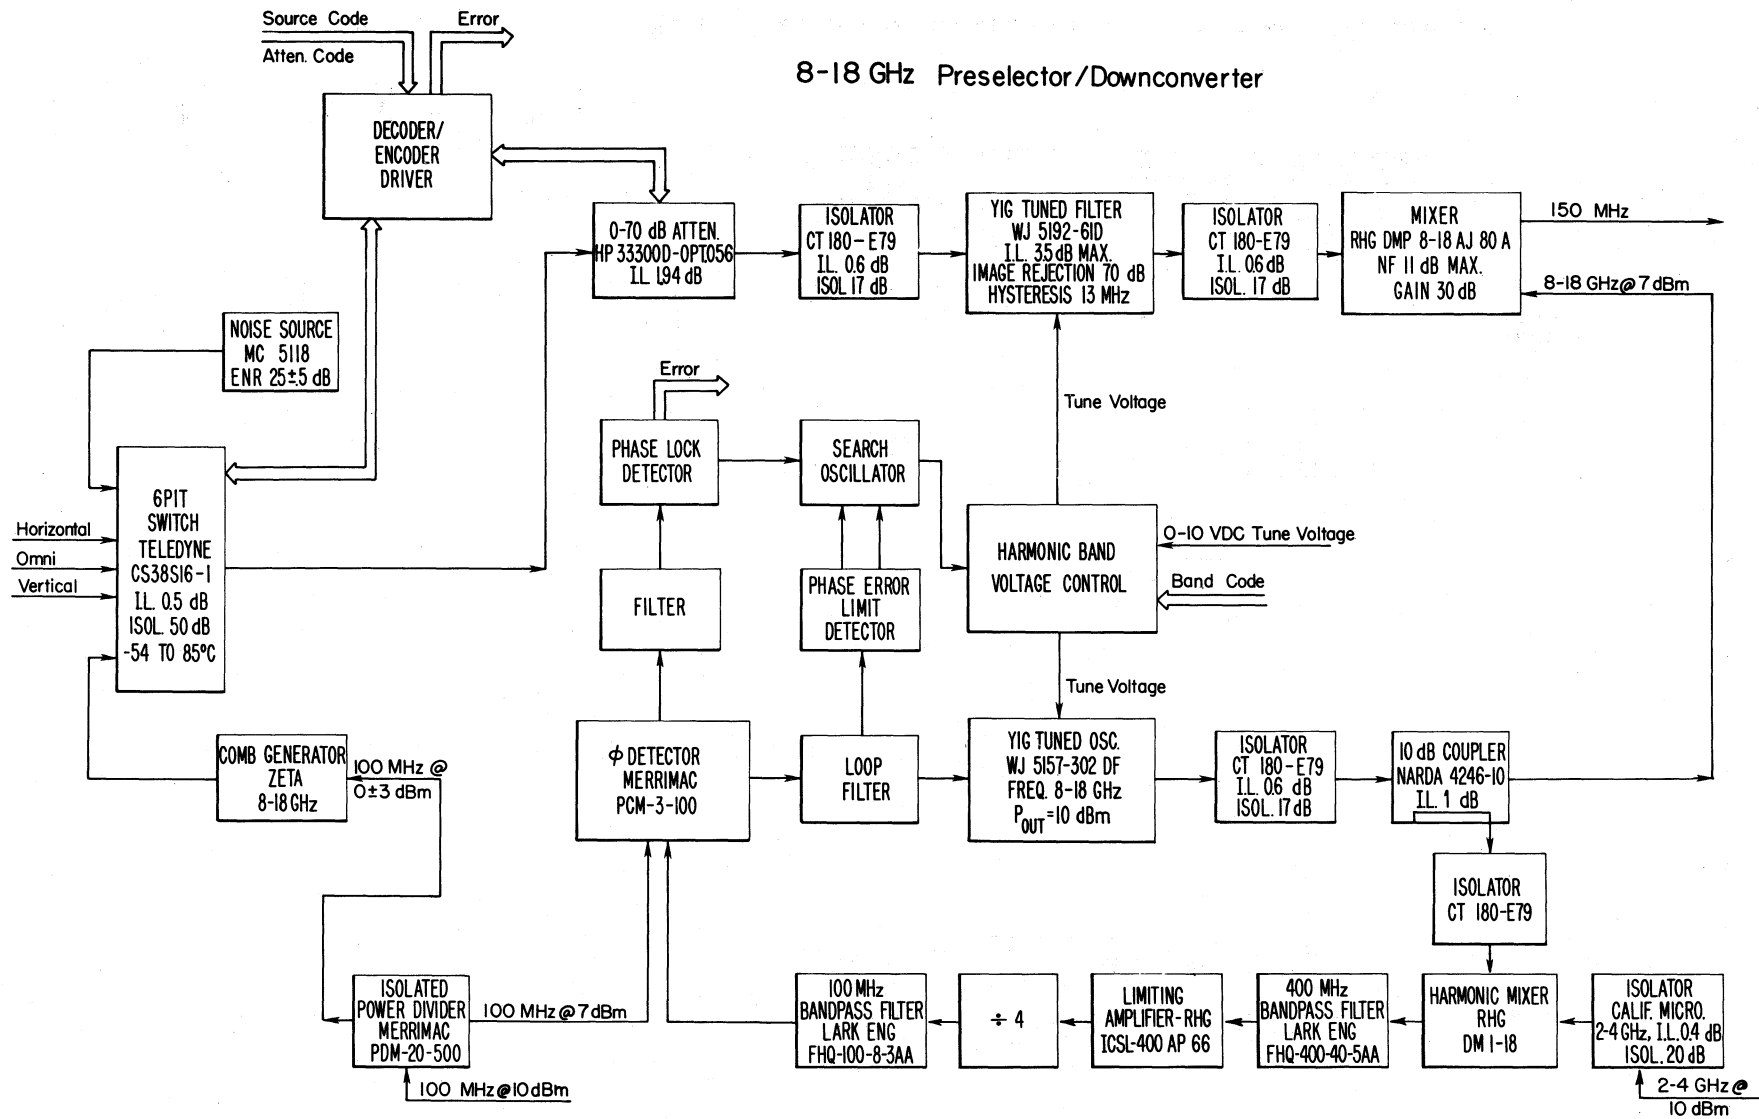 8-18 GHz Preselector/Downconverter
Source Code
Atten. Code
Error
DECODER/
ENCODER
DRIVER
0-70 dB ATTEN.
HP 33300D-OPT.056
I.L. 1.94 dB
ISOLATOR
CT 180-E79
I.L. 0.6 dB
ISOL 17 dB
YIG TUNED FILTER
WJ 5192-61D
I.L. 3.5 dB MAX.
IMAGE REJECTION 70 dB
HYSTERESIS 13 MHz
ISOLATOR
CT 180-E79
I.L. 0.6 dB
ISOL. 17 dB
MIXER
RHG DMP 8-18 AJ 80 A
NF 11 dB MAX.
GAIN 30 dB
150 MHz
8-18 GHz@7dBm
NOISE SOURCE
MC 5118
ENR 25±.5 dB
Error
Tune Voltage
PHASE LOCK
DETECTOR
SEARCH
OSCILLATOR
6PIT
SWITCH
TELEDYNE
CS38S16-1
I.L. 0.5 dB
ISOL. 50 dB
-54 TO 85°C
Horizontal
Omni
Vertical
FILTER
PHASE ERROR
LIMIT
DETECTOR
HARMONIC BAND
VOLTAGE CONTROL
0-10 VDC Tune Voltage
Band Code
Tune Voltage
COMB GENERATOR
ZETA
8-18 GHz
100 MHz @
0±3 dBm
ϕ DETECTOR
MERRIMAC
PCM-3-100
LOOP
FILTER
YIG TUNED OSC.
WJ 5157-302 DF
FREQ. 8-18 GHz
POUT=10 dBm
ISOLATOR
CT 180-E79
I.L. 0.6 dB
ISOL. 17 dB
10 dB COUPLER
NARDA 4246-10
I.L. 1 dB
ISOLATOR
CT 180-E79
ISOLATED
POWER DIVIDER
MERRIMAC
PDM-20-500
100 MHz@7dBm
100 MHz@10dBm
100 MHz
BANDPASS FILTER
LARK ENG
FHQ-100-8-3AA
÷ 4
LIMITING
AMPLIFIER-RHG
ICSL-400 AP 66
400 MHz
BANDPASS FILTER
LARK ENG
FHQ-400-40-5AA
HARMONIC MIXER
RHG
DM 1-18
ISOLATOR
CALIF. MICRO.
2-4 GHz, I.L.0.4 dB
ISOL. 20 dB
2-4 GHz @
10 dBm